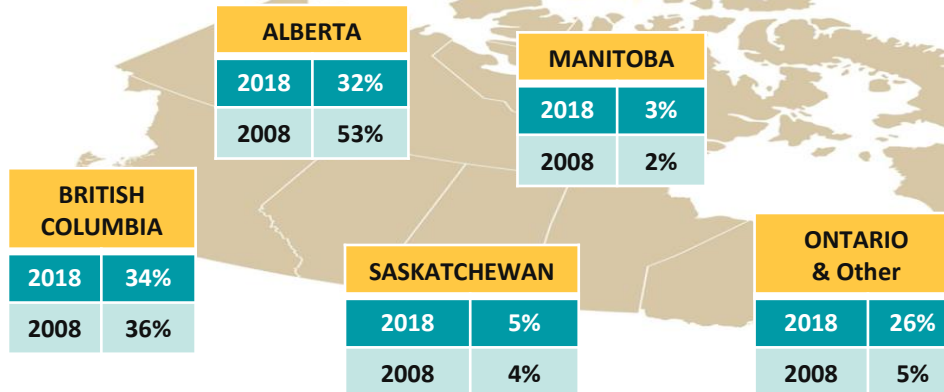 ALBERTA
2018 32%
2008 53%
MANITOBA
2018 3%
2008 2%
BRITISH
COLUMBIA
2018 34%
2008 36%
SASKATCHEWAN
2018 5%
2008 4%
ONTARIO
& Other
2018 26%
2008 5%